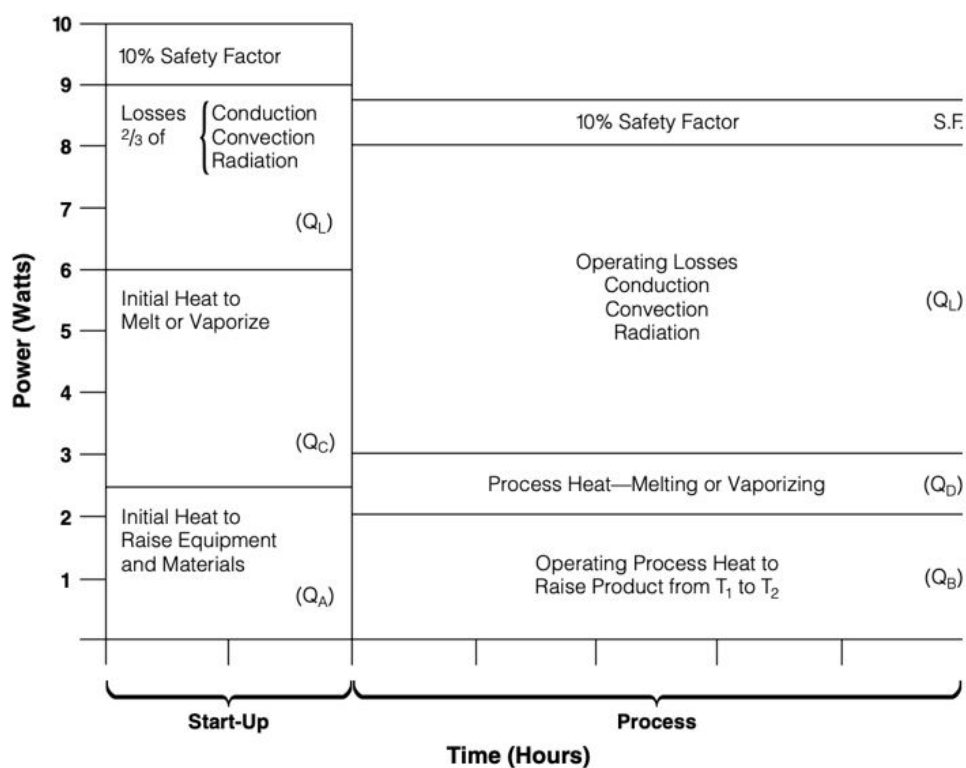 10
9
8
7
6
5
4
3
2
1
Power (Watts)
10% Safety Factor
Losses
2/3 of
Conduction
Convection
Radiation
(QL)
Initial Heat to
Melt or Vaporize
(QC)
Initial Heat to
Raise Equipment
and Materials
(QA)
10% Safety Factor S.F.
Operating Losses
Conduction
Convection
Radiation
(QL)
Process Heat—Melting or Vaporizing (QD)
Operating Process Heat to
Raise Product from T1 to T2
(QB)
Start-Up
Process
Time (Hours)